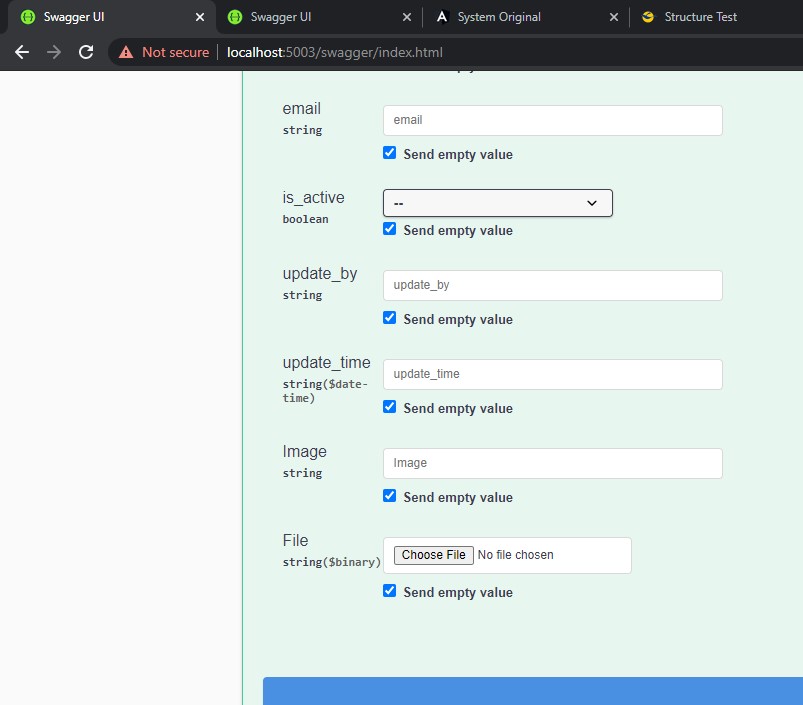 Swagger UI
Swagger UI
System Original
Structure Test
Not secure
localhost:5003/swagger/index.html
email
string
email
Send empty value
is_active
boolean
--
Send empty value
update_by
string
update_by
Send empty value
update_time
string($date-
time)
update_time
Send empty value
Image
string
Image
Send empty value
File
string($binary)
Choose File No file chosen
Send empty value